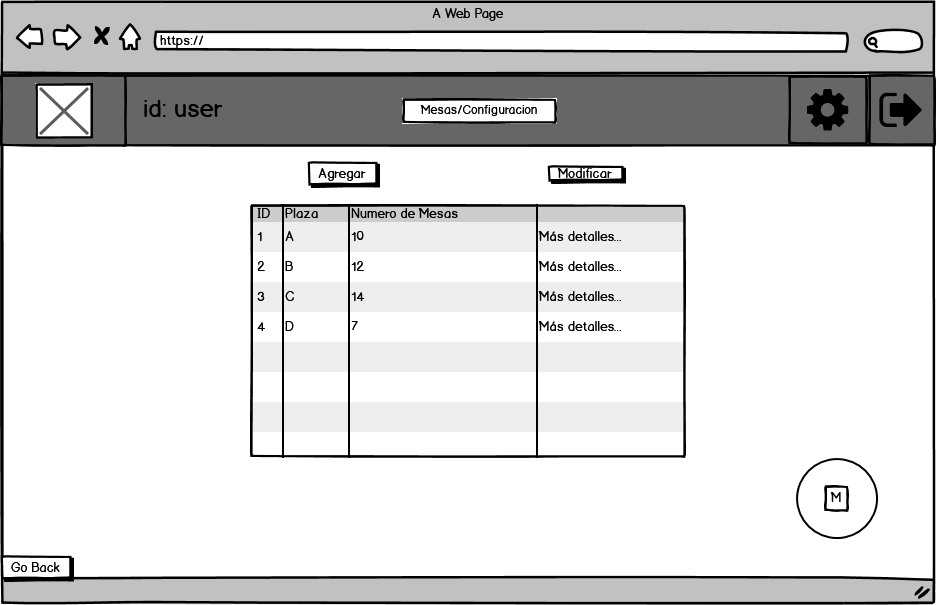 A Web Page
https://
id: user
Mesas/Configuracion
Agregar
Modificar
ID Plaza Numero de Mesas
1 A 10 Más detalles...
2 B 12 Más detalles...
3 C 14 Más detalles...
4 D 7 Más detalles...
M
Go Back